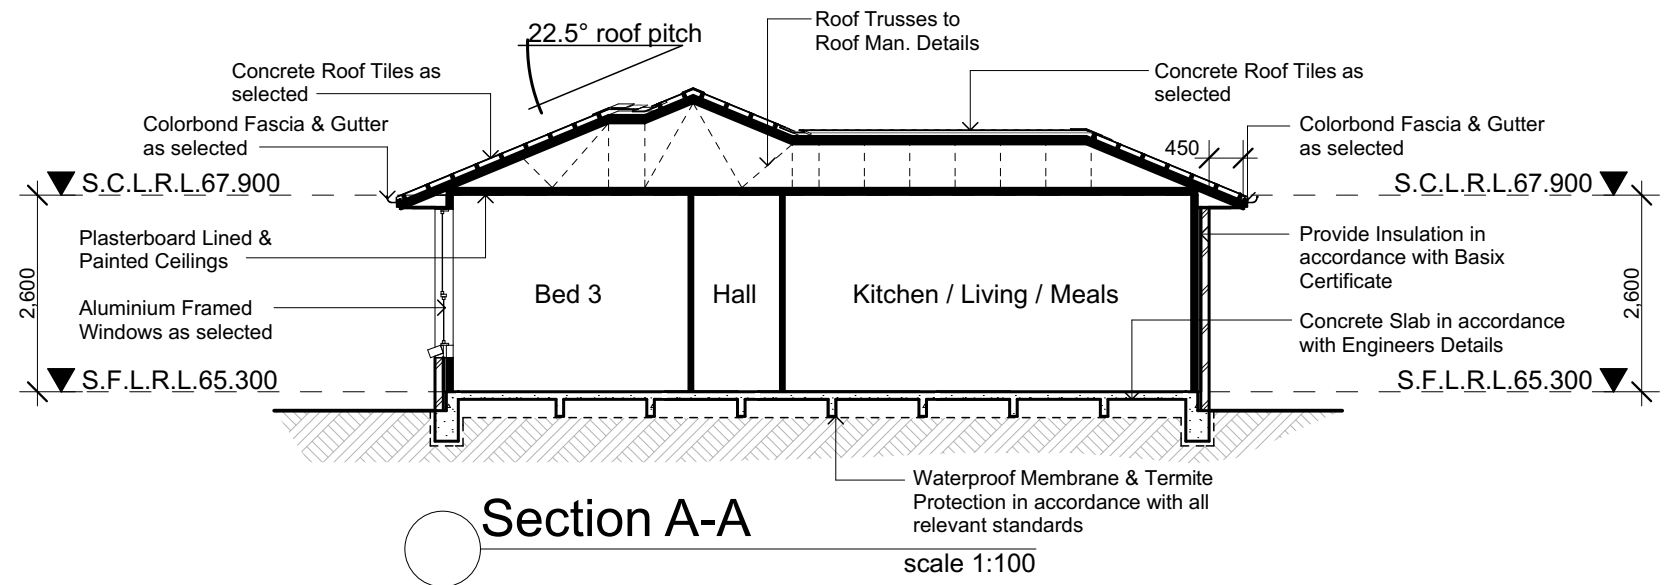 22.5° roof pitch
Roof Trusses to
Roof Man. Details
Concrete Roof Tiles as
selected
Concrete Roof Tiles as
selected
Colorbond Fascia & Gutter
as selected
450
Colorbond Fascia & Gutter
as selected
S.C.L.R.L.67.900
S.C.L.R.L.67.900
Plasterboard Lined &
Painted Ceilings
Provide Insulation in
accordance with Basix
Certificate
2,600
Aluminium Framed
Windows as selected
Bed 3
Hall
Kitchen / Living / Meals
2,600
Concrete Slab in accordance
with Engineers Details
S.F.L.R.L.65.300
S.F.L.R.L.65.300
Waterproof Membrane & Termite
Protection in accordance with all
relevant standards
Section A-A
scale 1:100